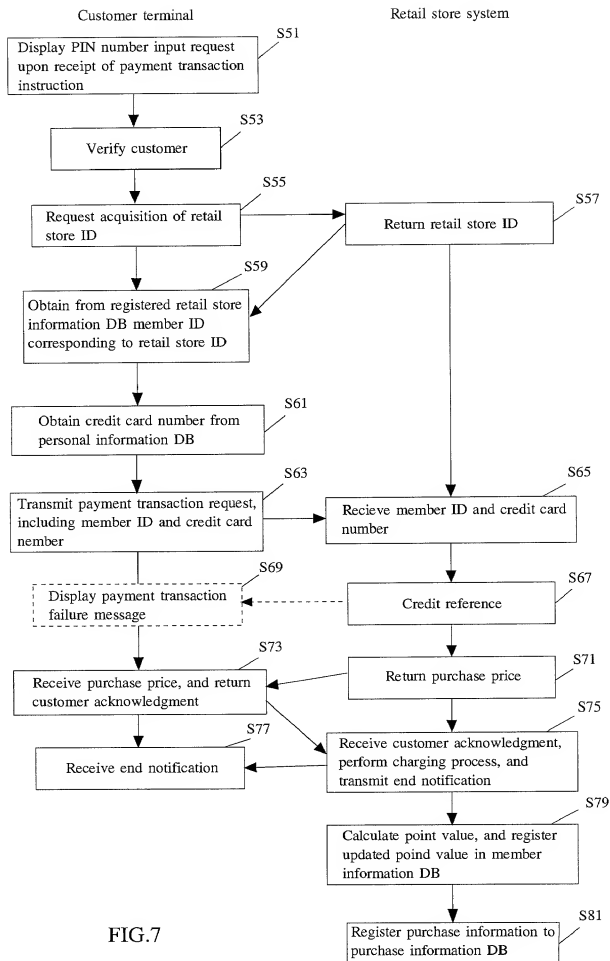 Customer terminal
Retail store system
S51
Display PIN number input request
upon receipt of payment transaction
instruction
S53
Verify customer
S55
Request acquisition of retail
store ID
S57
Return retail store ID
S59
Obtain from registered retail store
information DB member ID
corresponding to retail store ID
S61
Obtain credit card number from
personal information DB
S63
Transmit payment transaction request,
including member ID and credit card
nember
S65
Recieve member ID and credit card
number
S69
Display payment transaction
failure message
S67
Credit reference
S73
Receive purchase price, and return
customer acknowledgment
S71
Return purchase price
S77
Receive end notification
S75
Receive customer acknowledgment,
perform charging process, and
transmit end notification
S79
Calculate point value, and register
updated poind value in member
information DB
S81
Register purchase information to
purchase information DB
FIG.7